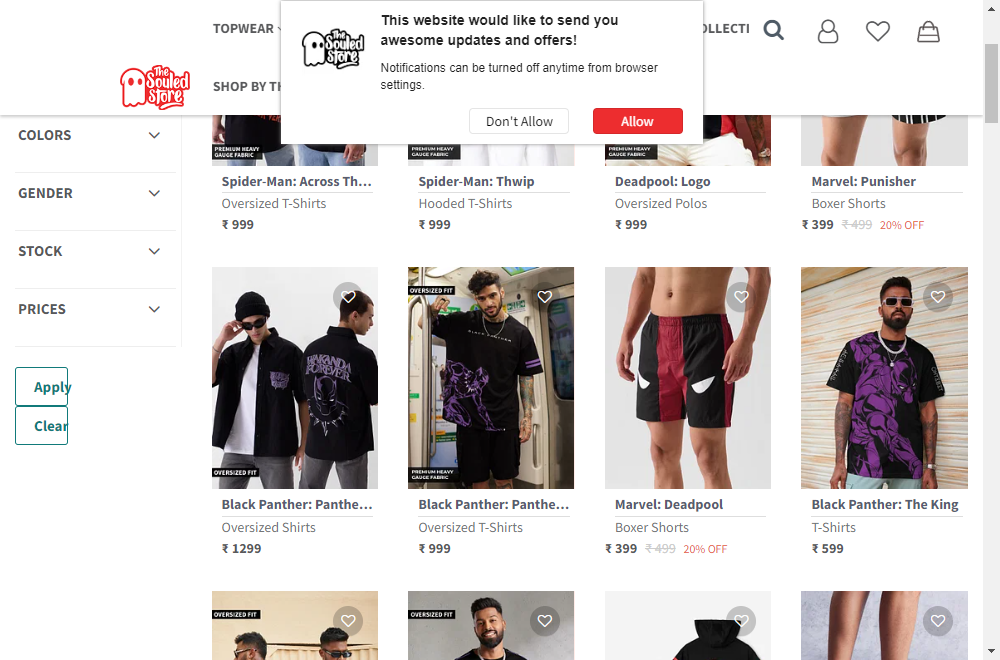 TOPWEAR
OLLECTI
This website would like to send you
awesome updates and offers!
The
Souled
Store
Notifications can be turned off anytime from browser
settings.
Don't Allow
Allow
The
Souled
Store
SHOP BY TH
COLORS
GENDER
STOCK
PRICES
Apply
Clear
PREMIUM HEAVY
GAUGE FABRIC
PREMIUM HEAVY
GAUGE FABRIC
PREMIUM HEAVY
GAUGE FABRIC
Spider-Man: Across Th...
Oversized T-Shirts
₹ 999
Spider-Man: Thwip
Hooded T-Shirts
₹ 999
Deadpool: Logo
Oversized Polos
₹ 999
Marvel: Punisher
Boxer Shorts
₹ 399 ₹ 499 20% OFF
WAKANDA
FOREVER
OVERSIZED FIT
Black Panther: Panthe...
Oversized Shirts
₹ 1299
OVERSIZED FIT
BLACK PANTHER
PREMIUM HEAVY
GAUGE FABRIC
Black Panther: Panthe...
Oversized T-Shirts
₹ 999
Marvel: Deadpool
Boxer Shorts
₹ 399 ₹ 499 20% OFF
Black Panther: The King
T-Shirts
₹ 599
OVERSIZED FIT
OVERSIZED FIT